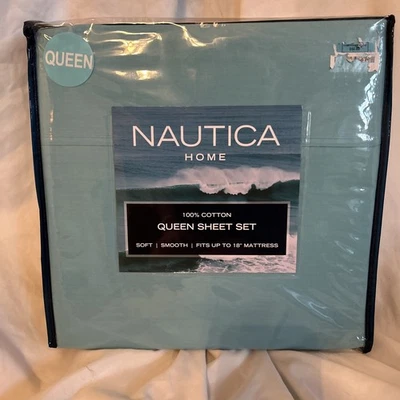 QUEEN
NAUTICA
HOME
100% COTTON
QUEEN SHEET SET
SOFT | SMOOTH | FITS UP TO 18" MATTRESS